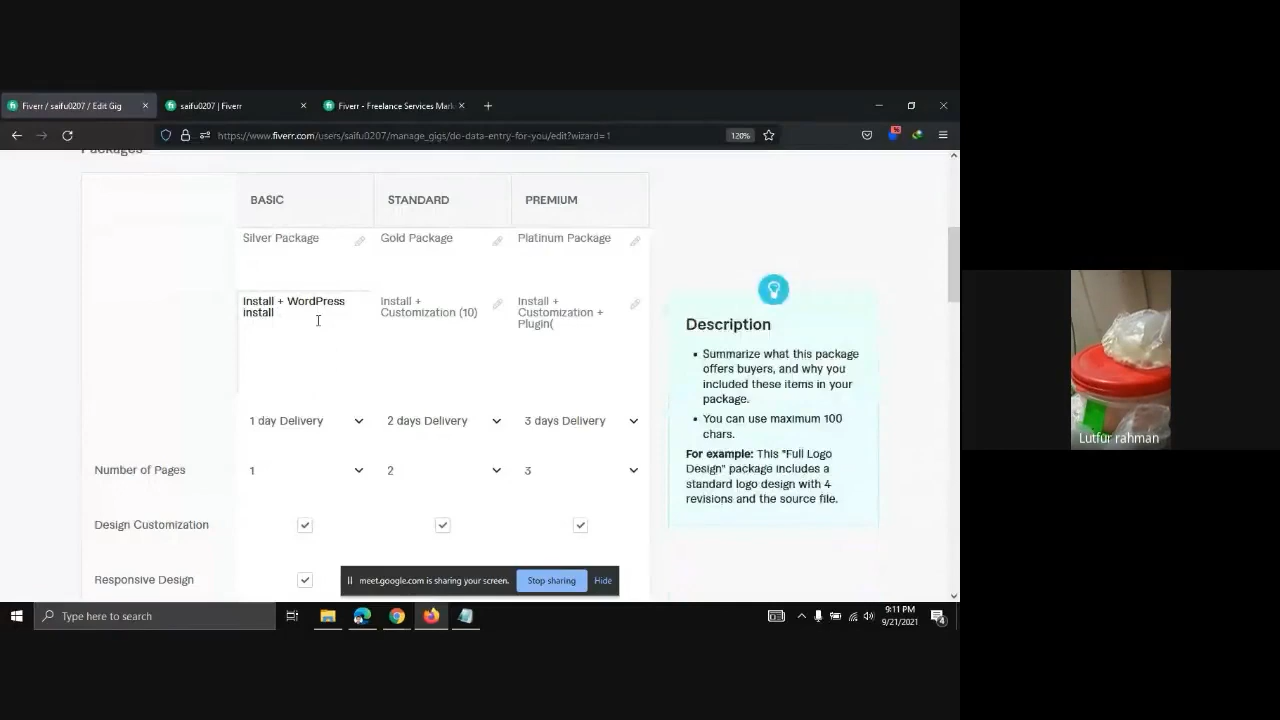 Fiverr / saifu0207 / Edit Gig
saifu0207 | Fiverr
Fiverr - Freelance Services Mark
https://www.fiverr.com/users/saifu0207/manage_gigs/do-data-entry-for-you/edit?wizard=1
120%
Packages
BASIC STANDARD PREMIUM
Silver Package Gold Package Platinum Package
Install + WordPress
install
Install +
Customization (10)
Install +
Customization +
Plugin(
1 day Delivery 2 days Delivery 3 days Delivery
Number of Pages 1 2 3
Design Customization
Responsive Design
Description
Summarize what this package
offers buyers, and why you
included these items in your
package.
You can use maximum 100
chars.
For example: This "Full Logo
Design" package includes a
standard logo design with 4
revisions and the source file.
meet.google.com is sharing your screen. Stop sharing Hide
Type here to search
9:11 PM
9/21/2021
4
Lutfur rahman